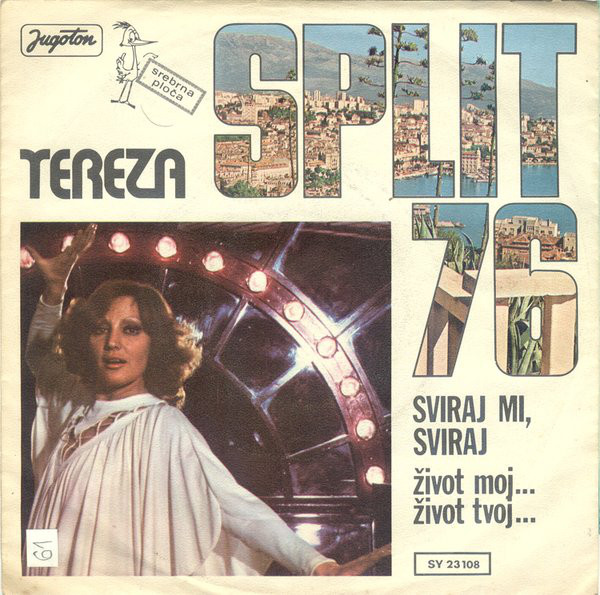 Jugoton
srebrna
ploča
SPLIT
76
TEREZA
SVIRAJ MI,
SVIRAJ
život moj...
život tvoj...
SY 23108
61